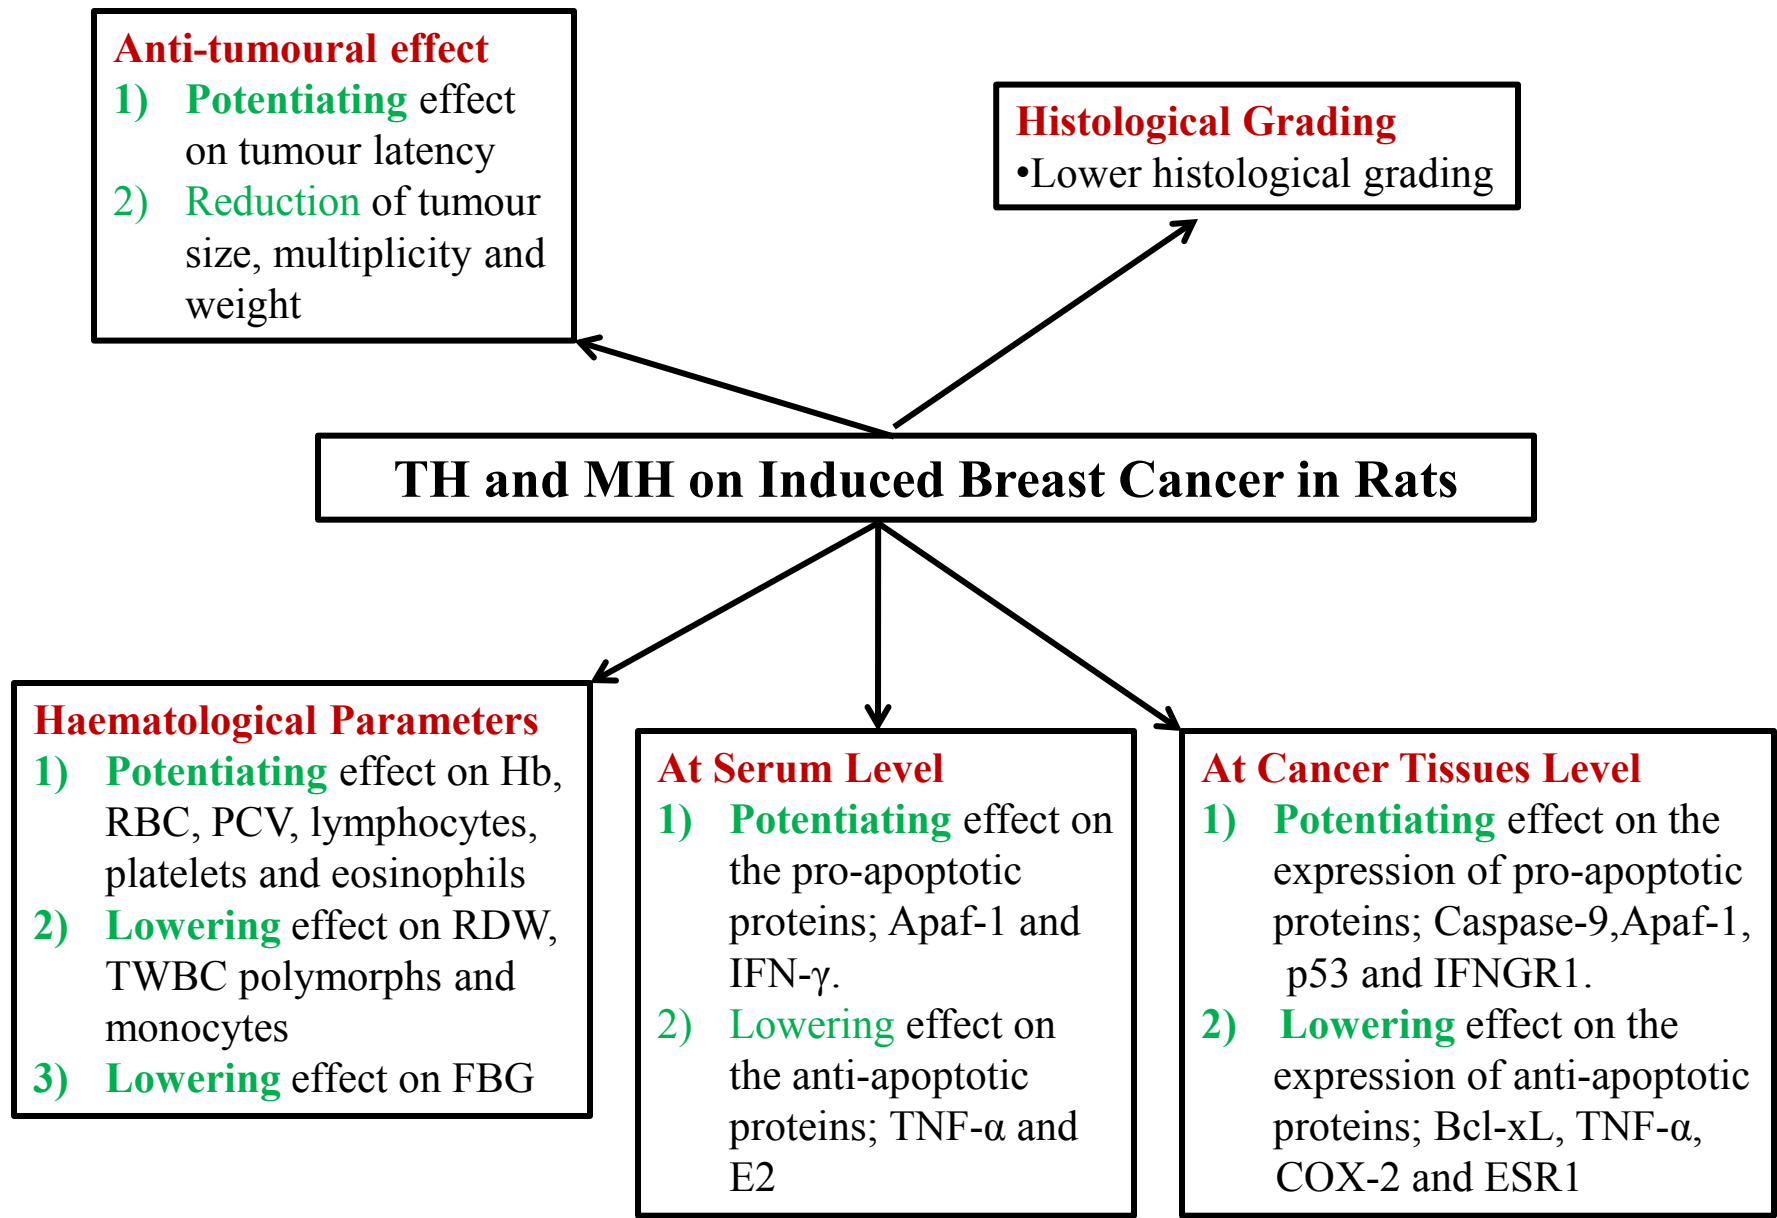 Anti-tumoural effect
1) Potentiating effect
on tumour latency
2) Reduction of tumour
size, multiplicity and
weight
Histological Grading
•Lower histological grading
TH and MH on Induced Breast Cancer in Rats
Haematological Parameters
1) Potentiating effect on Hb,
RBC, PCV, lymphocytes,
platelets and eosinophils
2) Lowering effect on RDW,
TWBC polymorphs and
monocytes
3) Lowering effect on FBG
At Serum Level
1) Potentiating effect on
the pro-apoptotic
proteins; Apaf-1 and
IFN-γ.
2) Lowering effect on
the anti-apoptotic
proteins; TNF-α and
E2
At Cancer Tissues Level
1) Potentiating effect on the
expression of pro-apoptotic
proteins; Caspase-9,Apaf-1,
p53 and IFNGR1.
2) Lowering effect on the
expression of anti-apoptotic
proteins; Bcl-xL, TNF-α,
COX-2 and ESR1